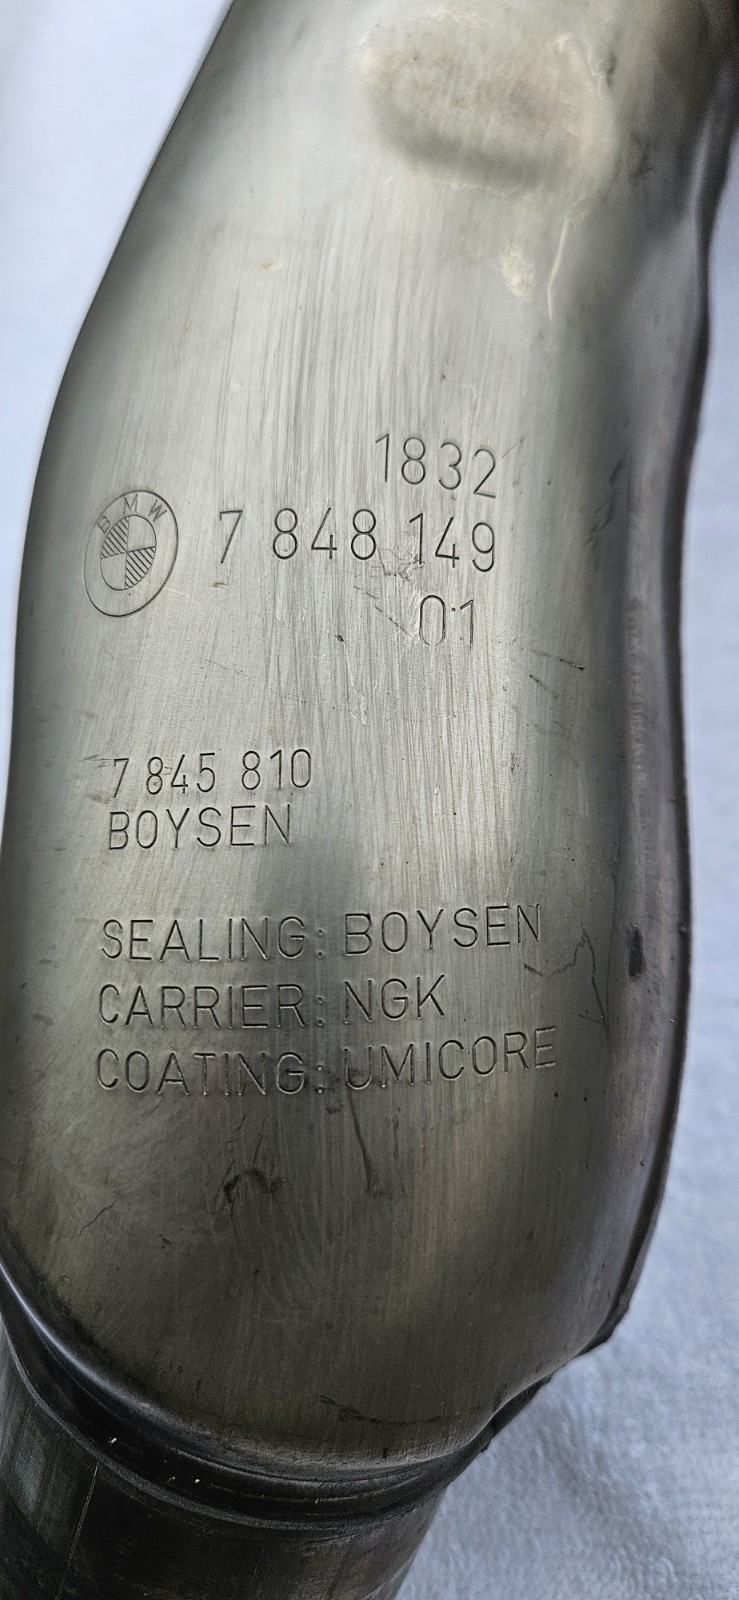 1832
BMW
7 848 149
01
7 845 810
BOYSEN
SEALING: BOYSEN
CARRIER: NGK
COATING: UMICORE